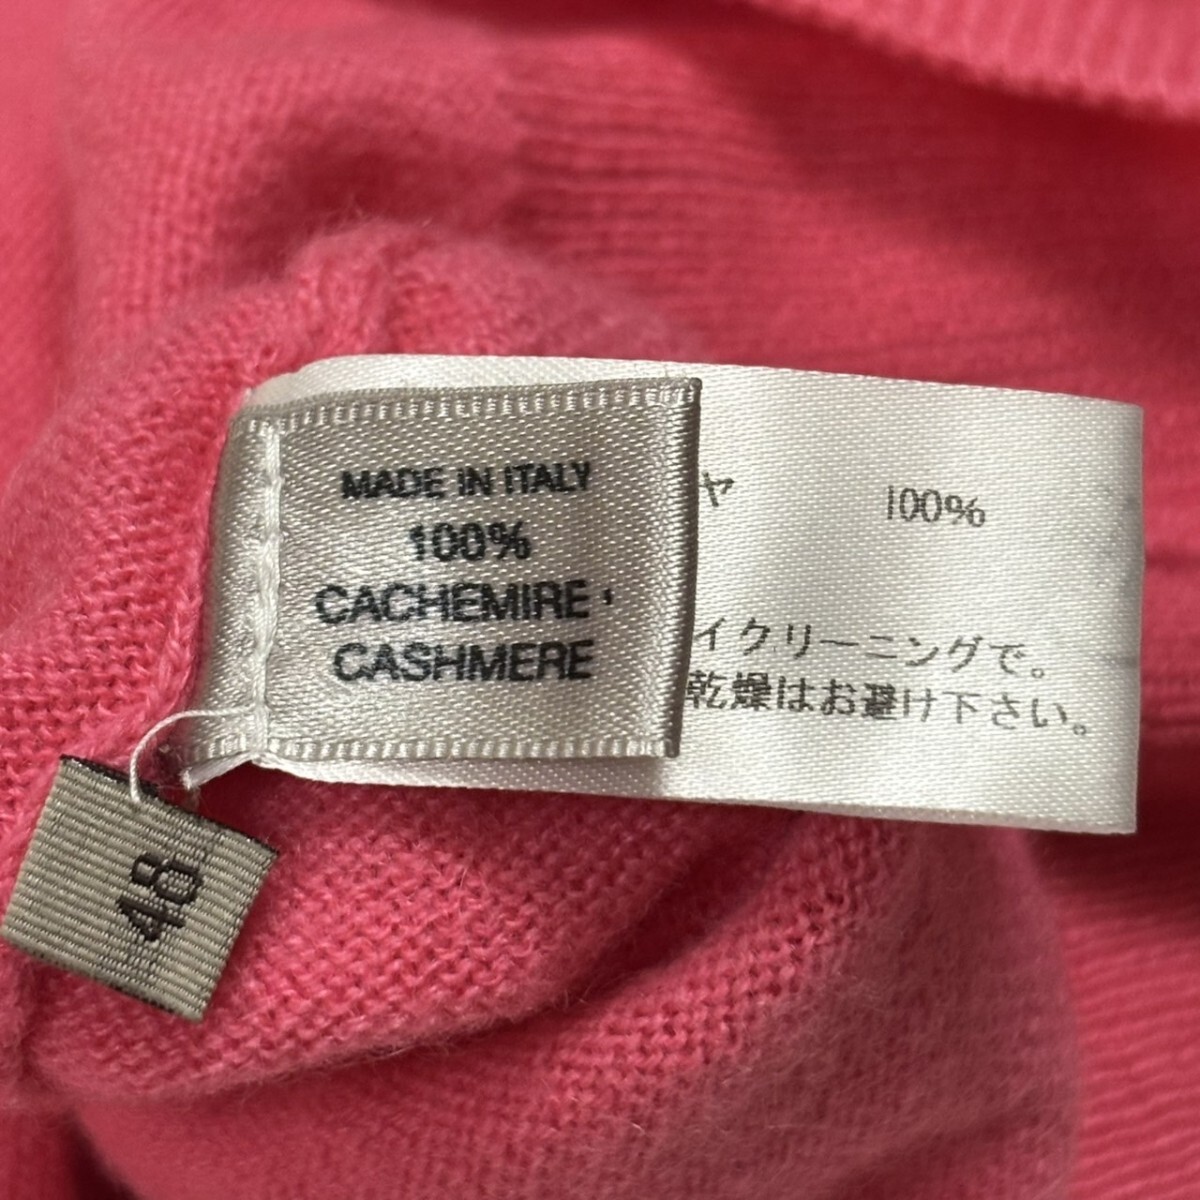 MADE IN ITALY
100%
CACHEMIRE
CASHMERE
ヤ 100%
イクリーニングで。
乾燥はお避け下さい。
48